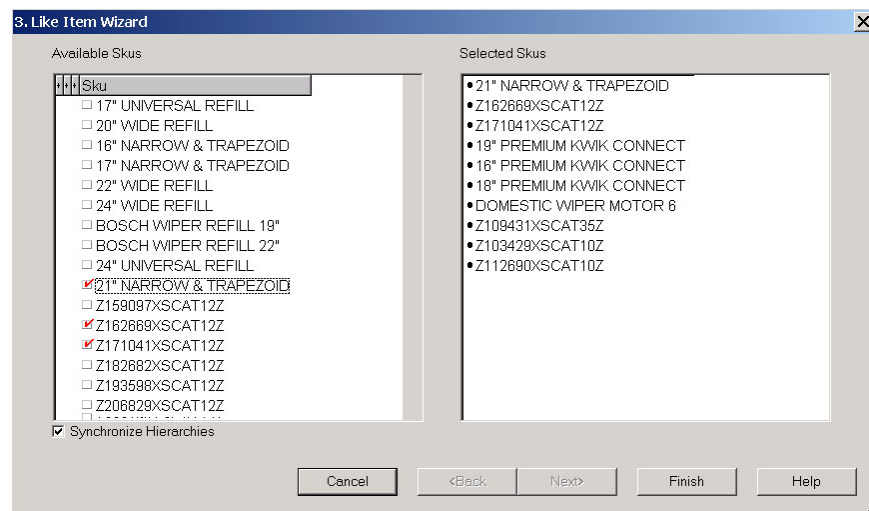 3. Like Item Wizard
Available Skus
Selected Skus
Sku
17" UNIVERSAL REFILL
20" WIDE REFILL
16" NARROW & TRAPEZOID
17" NARROW & TRAPEZOID
22" WIDE REFILL
24" WIDE REFILL
BOSCH WIPER REFILL 19"
BOSCH WIPER REFILL 22"
24" UNIVERSAL REFILL
21" NARROW & TRAPEZOID
Z159097XSCAT12Z
Z162669XSCAT12Z
Z171041XSCAT12Z
Z182682XSCAT12Z
Z193598XSCAT12Z
Z206829XSCAT12Z
21" NARROW & TRAPEZOID
Z162669XSCAT12Z
Z171041XSCAT12Z
19" PREMIUM KWIK CONNECT
16" PREMIUM KWIK CONNECT
18" PREMIUM KWIK CONNECT
DOMESTIC WIPER MOTOR 6
Z109431XSCAT35Z
Z103429XSCAT10Z
Z112690XSCAT10Z
Synchronize Hierarchies
Cancel
<Back
Next>
Finish
Help